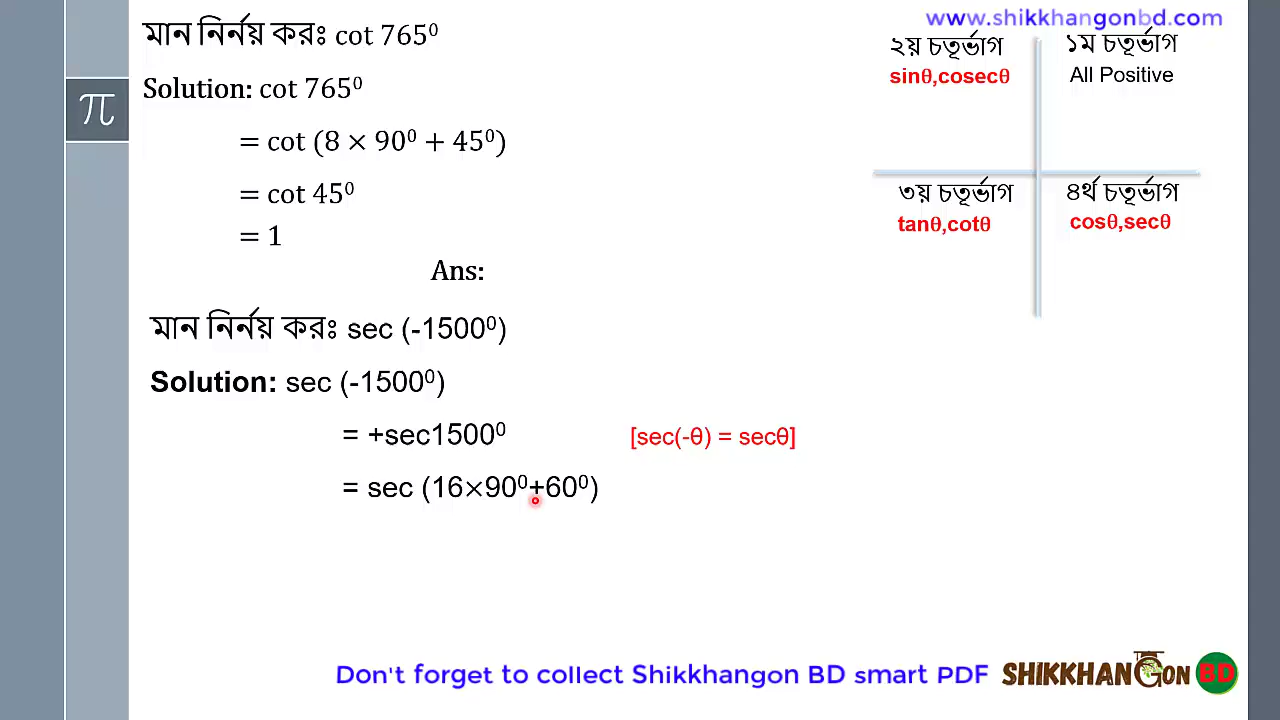 www.shikkhangonbd.com
মান নির্নয় করঃ cot 765⁰
Solution: cot 765⁰
= cot (8 × 90⁰ + 45⁰)
= cot 45⁰
= 1
Ans:
২য় চতূর্ভাগ
sinθ,cosecθ
১ম চতূর্ভাগ
All Positive
৩য় চতূর্ভাগ
tanθ,cotθ
৪র্থ চতূর্ভাগ
cosθ,secθ
মান নির্নয় করঃ sec (-1500⁰)
Solution: sec (-1500⁰)
= +sec1500⁰ [sec(-θ) = secθ]
= sec (16×90⁰+60⁰)
Don't forget to collect Shikkhangon BD smart PDF
SHIKKHANGON BD
π